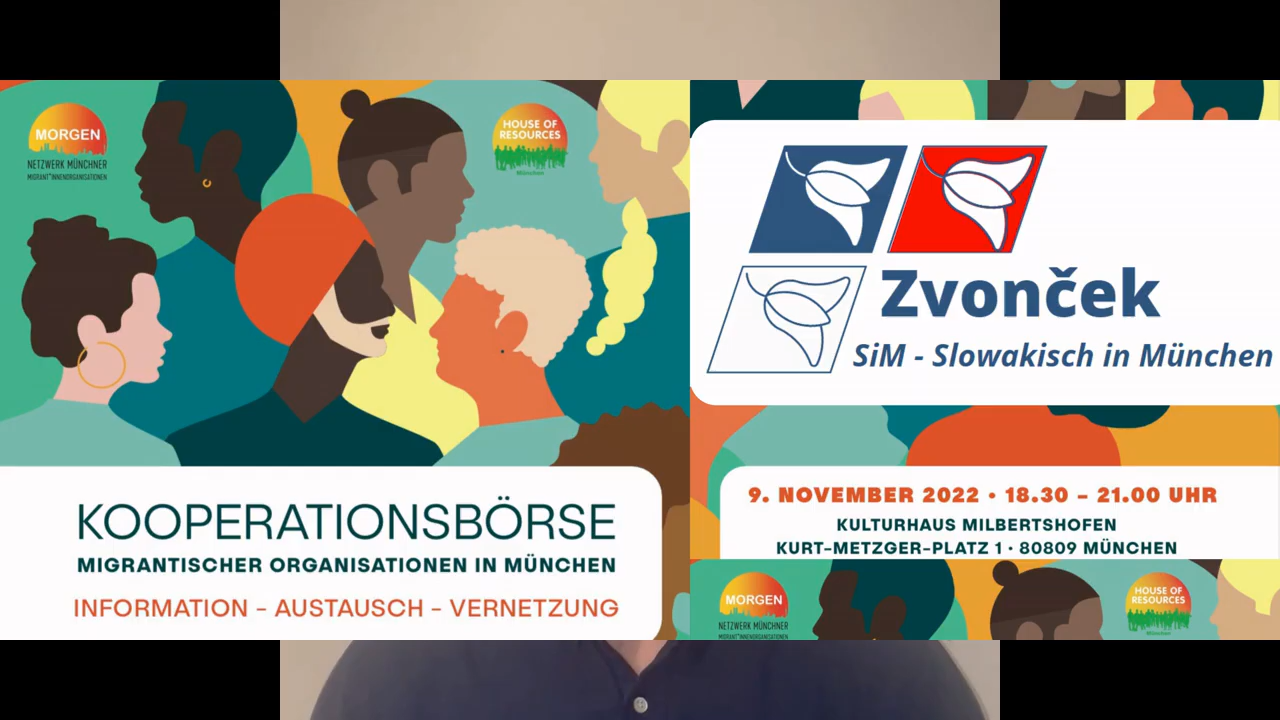 MORGEN
NETZWERK MÜNCHNER
MIGRANT*INNENORGANISATIONEN
HOUSE OF
RESOURCES
München
KOOPERATIONSBÖRSE
MIGRANTISCHER ORGANISATIONEN IN MÜNCHEN
INFORMATION – AUSTAUSCH – VERNETZUNG
Zvonček
SiM - Slowakisch in München
9. NOVEMBER 2022 • 18.30 – 21.00 UHR
KULTURHAUS MILBERTSHOFEN
KURT-METZGER-PLATZ 1 · 80809 MÜNCHEN
MORGEN
NETZWERK MÜNCHNER
MIGRANT*INNENORGANISATIONEN
HOUSE OF
RESOURCES
München